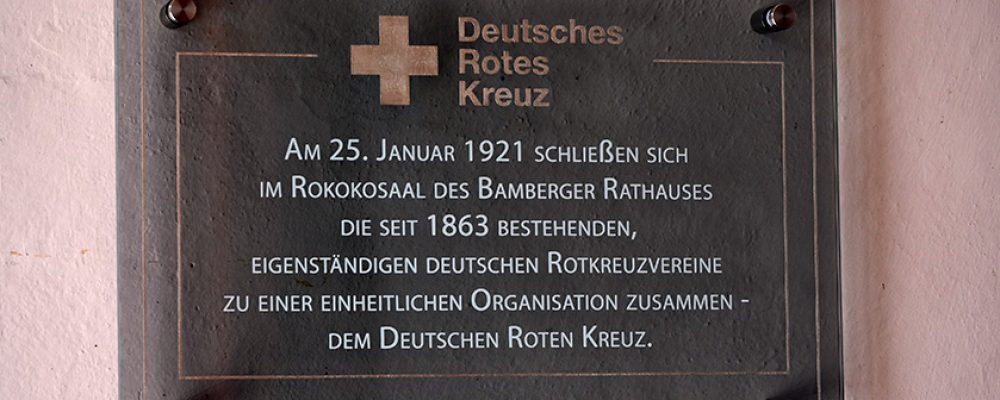 Deutsches
Rotes
Kreuz
Am 25. Januar 1921 schließen sich
im Rokokosaal des Bamberger Rathauses
die seit 1863 bestehenden,
eigenständigen deutschen Rotkreuzvereine
zu einer einheitlichen Organisation zusammen -
dem Deutschen Roten Kreuz.